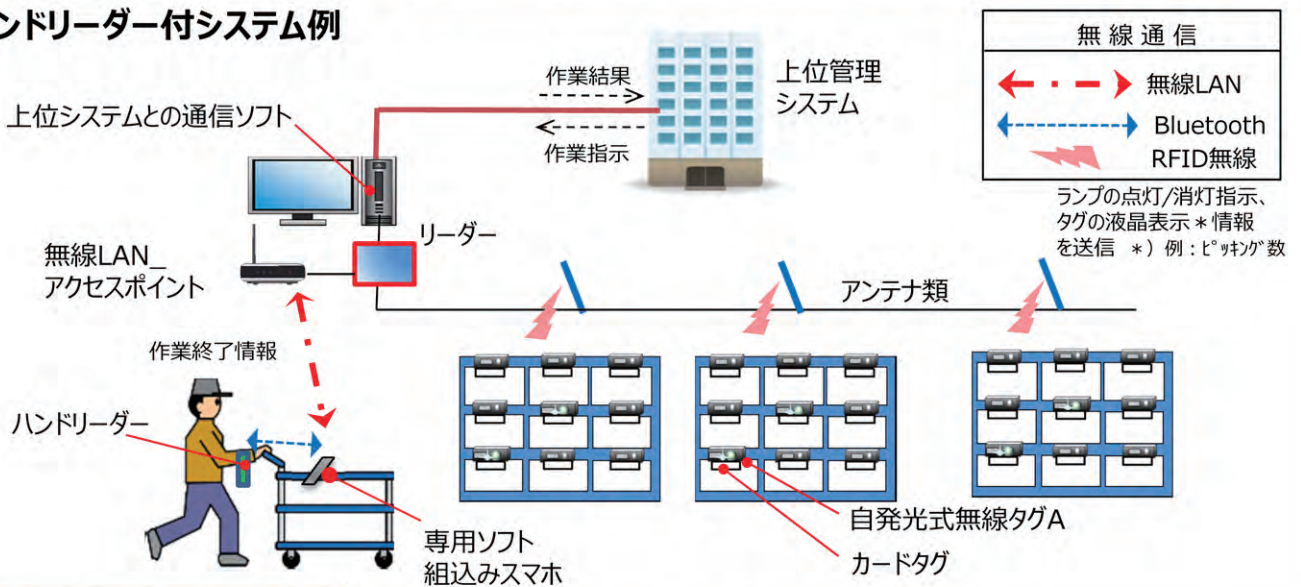 ンドリーダー付システム例
上位システムとの通信ソフト
作業結果
作業指示
上位管理
システム
無線通信
無線LAN
Bluetooth
RFID無線
ランプの点灯/消灯指示、
タグの液晶表示*情報
を送信 *)例:ピッキング数
リーダー
無線LAN_
アクセスポイント
アンテナ類
作業終了情報
ハンドリーダー
専用ソフト
組込みスマホ
自発光式無線タグA
カードタグ